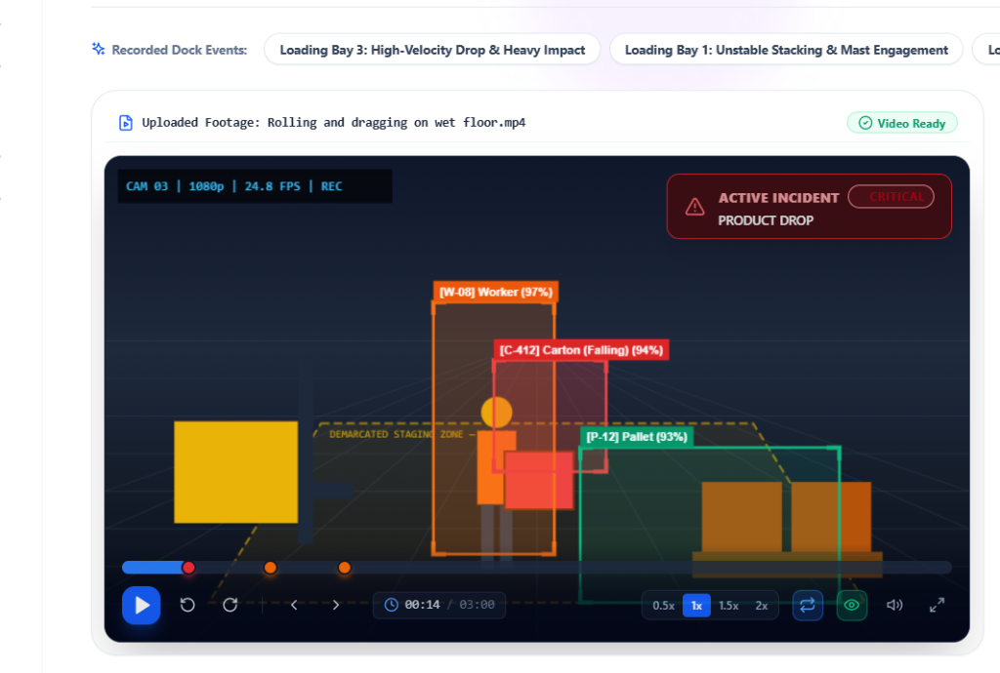 Recorded Dock Events:
Loading Bay 3: High-Velocity Drop & Heavy Impact
Loading Bay 1: Unstable Stacking & Mast Engagement
Lo
Uploaded Footage: Rolling and dragging on wet floor.mp4
Video Ready
CAM 03 | 1080p | 24.8 FPS | REC
ACTIVE INCIDENT
CRITICAL
PRODUCT DROP
[W-08] Worker (97%)
[C-412] Carton (Falling) (94%)
DEMARCATED STAGING ZONE —
[P-12] Pallet (93%)
00:14 / 03:00
0.5x
1x
1.5x
2x